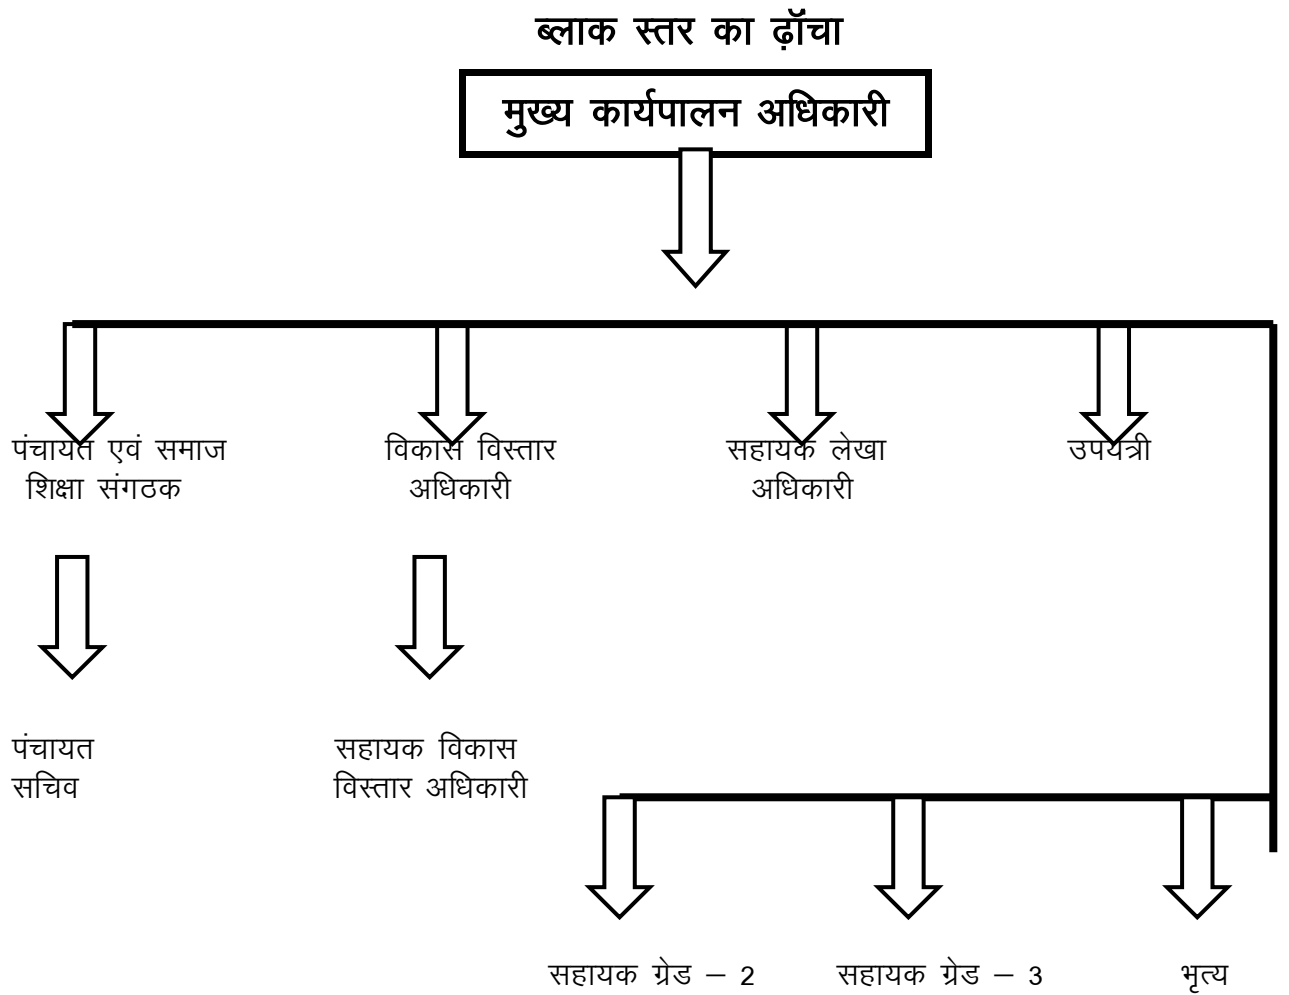 ब्लाक स्तर का ढ़ॉचा
मुख्य कार्यपालन अधिकारी
पंचायत एवं समाज
शिक्षा संगठक
विकास विस्तार
अधिकारी
सहायक लेखा
अधिकारी
उपयंत्री
पंचायत
सचिव
सहायक विकास
विस्तार अधिकारी
सहायक ग्रेड – 2
सहायक ग्रेड – 3
भृत्य